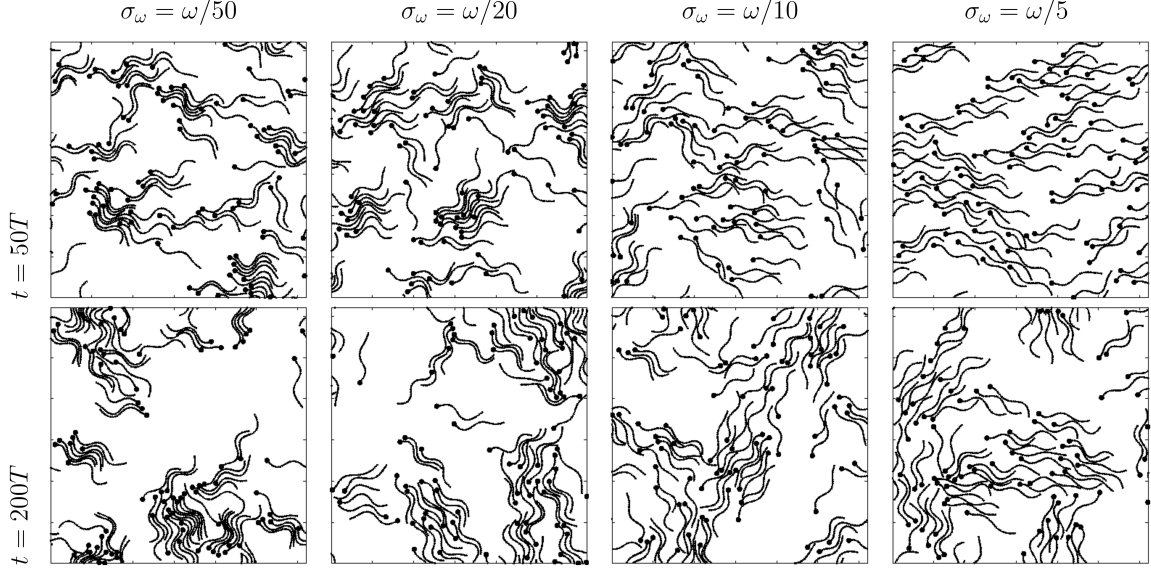 σ_ω = ω/50 σ_ω = ω/20 σ_ω = ω/10 σ_ω = ω/5
t = 50T
t = 200T